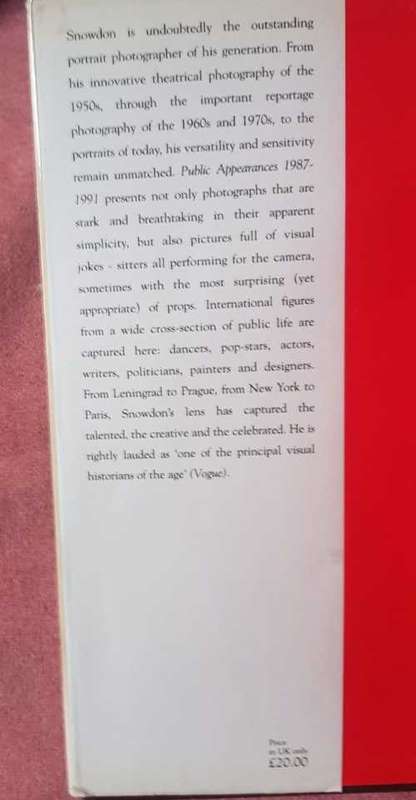 Snowdon is undoubtedly the outstanding
portrait photographer of his generation. From
his innovative theatrical photography of the
1950s, through the important reportage
photography of the 1960s and 1970s, to the
portraits of today, his versatility and sensitivity
remain unmatched. Public Appearances 1987-
1991 presents not only photographs that are
stark and breathtaking in their apparent
simplicity, but also pictures full of visual
jokes - sitters all performing for the camera,
sometimes with the most surprising (yet
appropriate) of props. International figures
from a wide cross-section of public life are
captured here: dancers, pop-stars, actors,
writers, politicians, painters and designers.
From Leningrad to Prague, from New York to
Paris, Snowdon's lens has captured the
talented, the creative and the celebrated. He is
rightly lauded as 'one of the principal visual
historians of the age' (Vogue).
Price
in UK only
£20.00